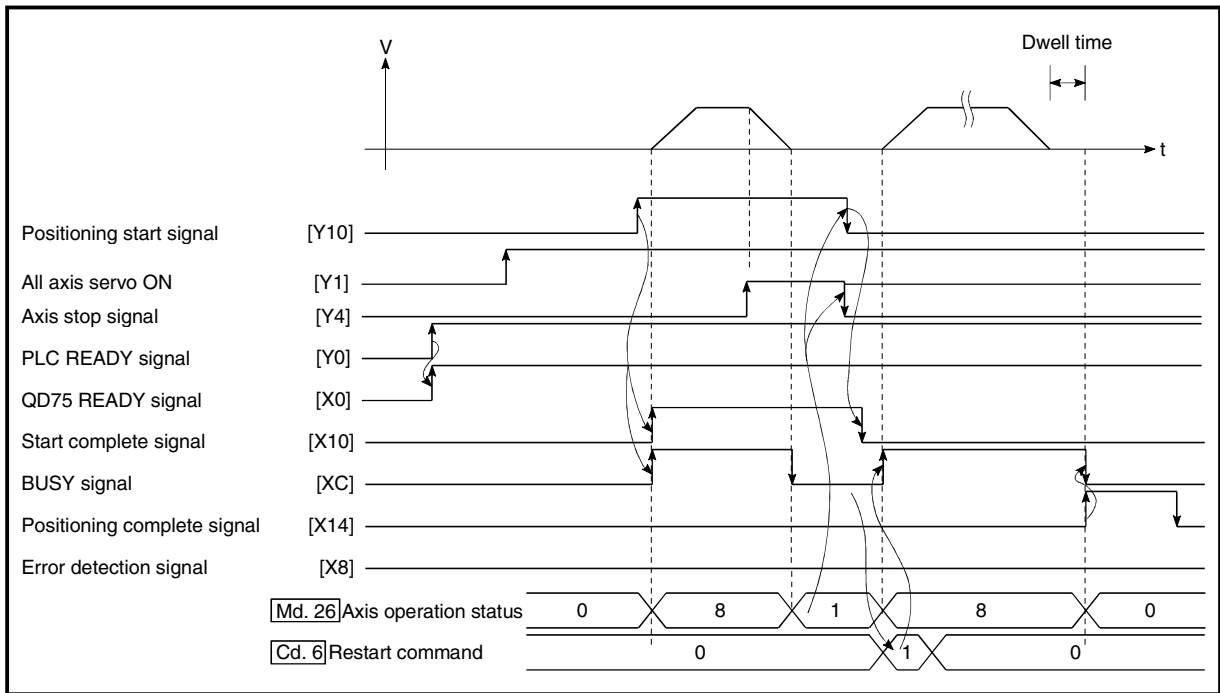 V
Dwell time
t
Positioning start signal [Y10]
All axis servo ON [Y1]
Axis stop signal [Y4]
PLC READY signal [Y0]
QD75 READY signal [X0]
Start complete signal [X10]
BUSY signal [XC]
Positioning complete signal [X14]
Error detection signal [X8]
Md. 26 Axis operation status 0 8 1 8 0
Cd. 6 Restart command 0 1 0